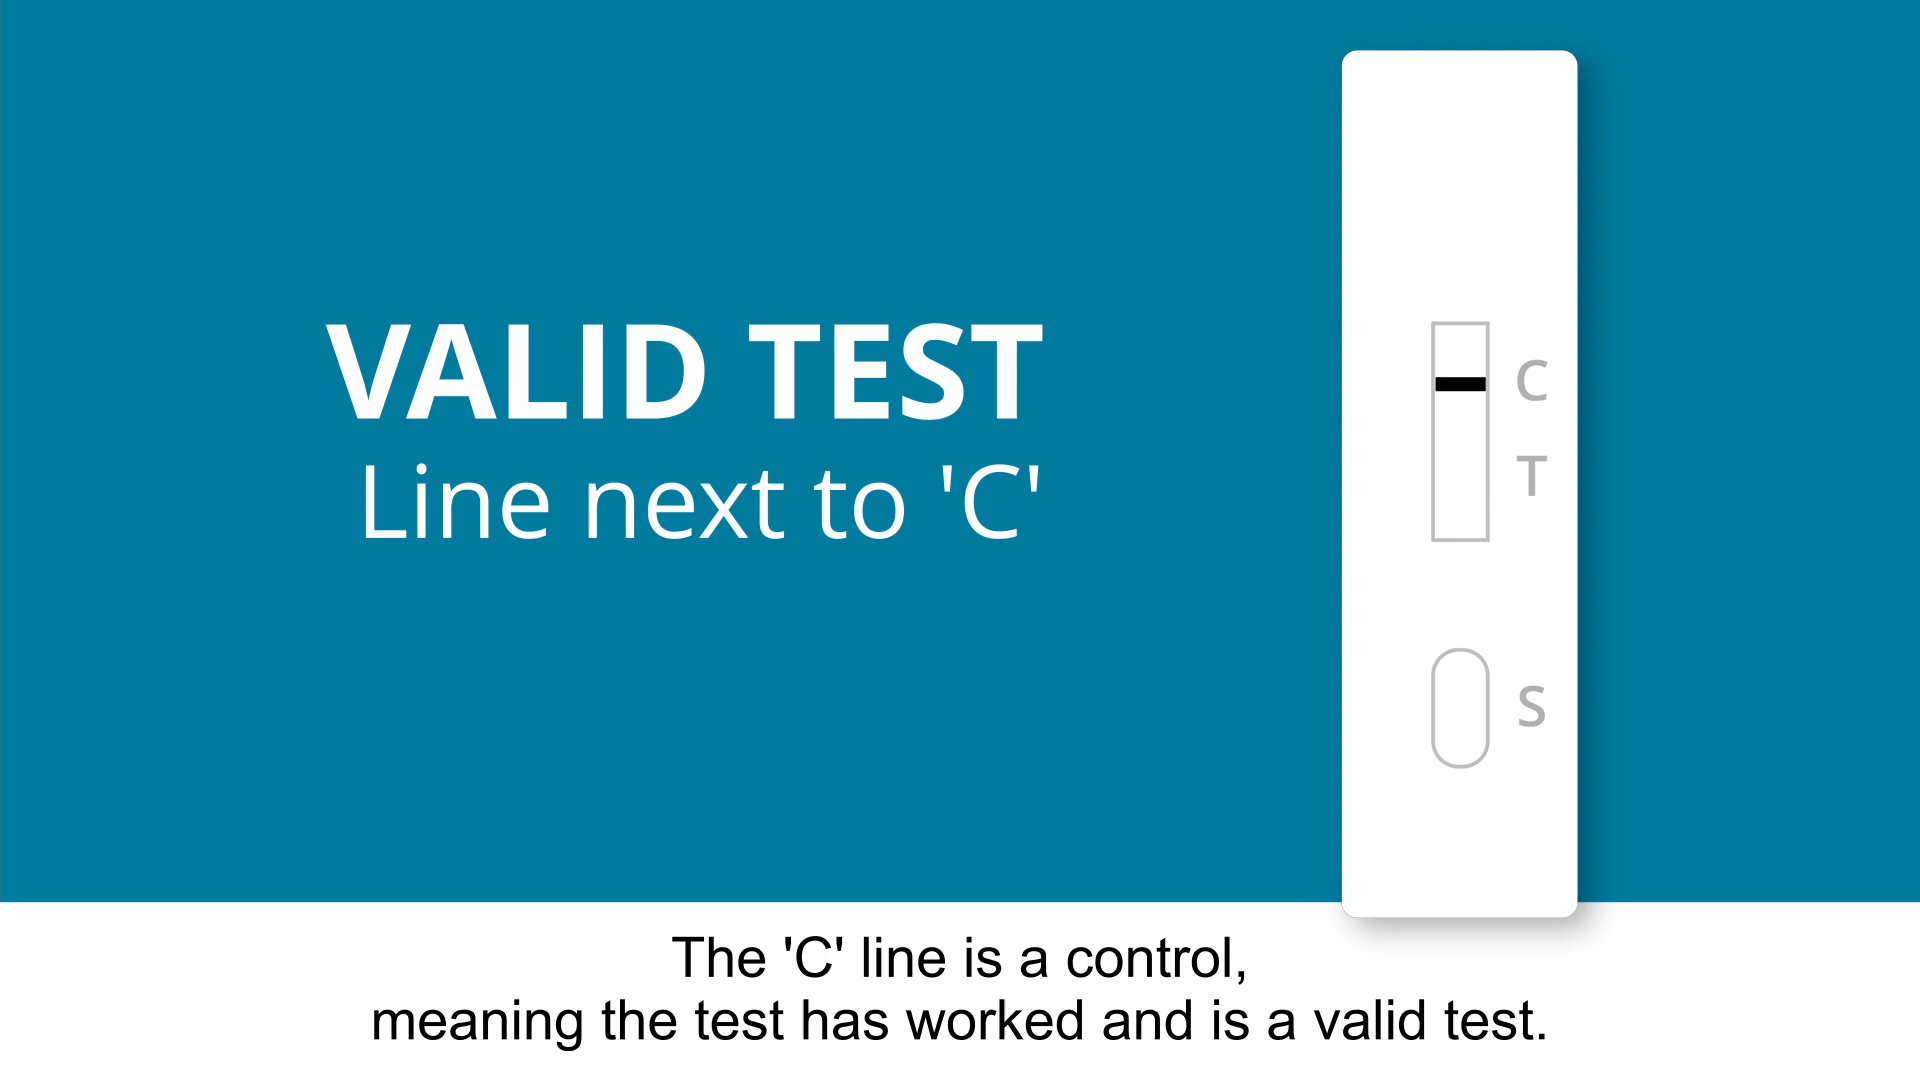 VALID TEST
Line next to 'C'
C
T
S
The 'C' line is a control,
meaning the test has worked and is a valid test.